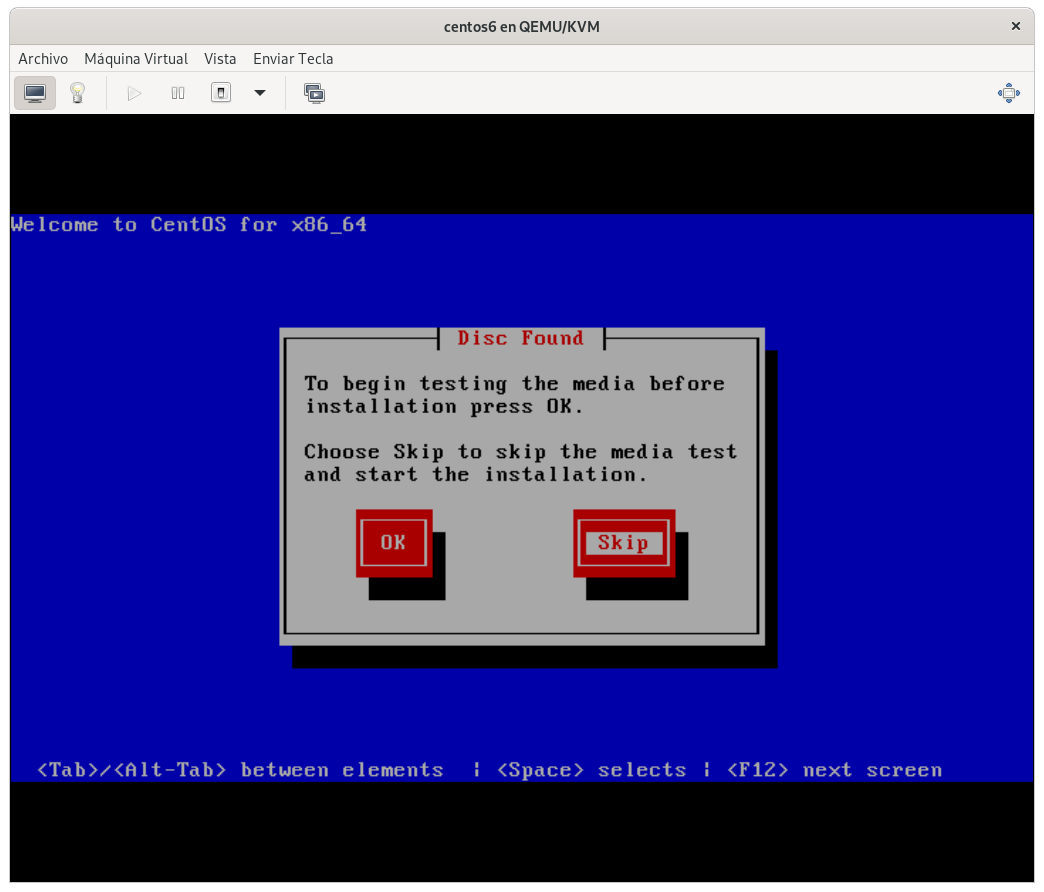 centos6 en QEMU/KVM
Archivo Máquina Virtual Vista Enviar Tecla
Welcome to CentOS for x86_64
Disc Found
To begin testing the media before
installation press OK.
Choose Skip to skip the media test
and start the installation.
OK Skip
<Tab>/<Alt-Tab> between elements | <Space> selects | <F12> next screen